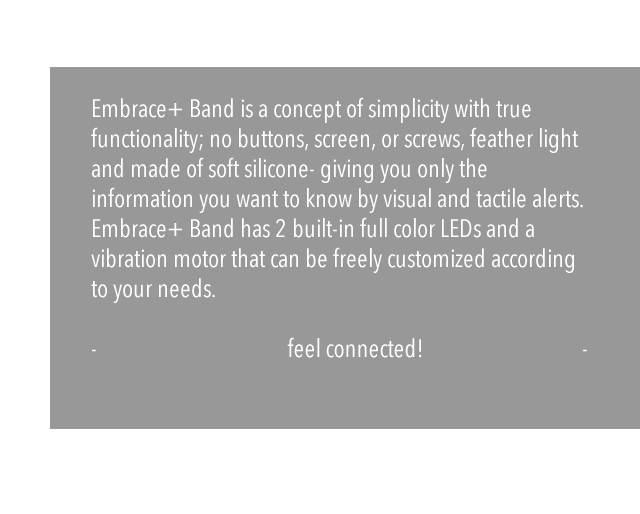 Embrace+ Band is a concept of simplicity with true
functionality; no buttons, screen, or screws, feather light
and made of soft silicone- giving you only the
information you want to know by visual and tactile alerts.
Embrace+ Band has 2 built-in full color LEDs and a
vibration motor that can be freely customized according
to your needs.
- feel connected! -